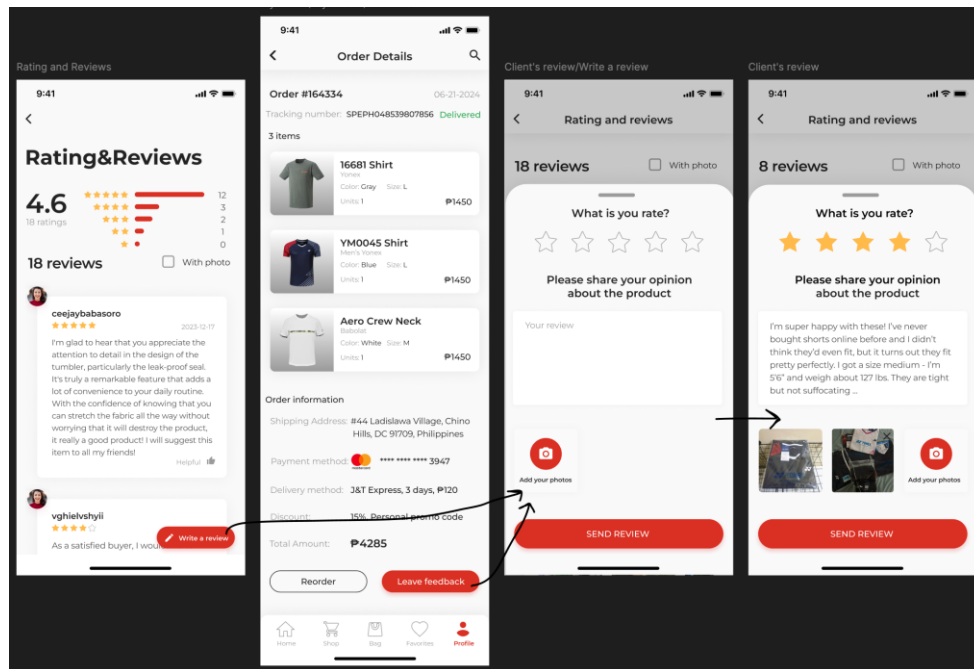 Rating and Reviews
9:41
Rating&Reviews
4.6
18 ratings
12
3
2
1
0
18 reviews
With photo
ceejaybabasoro
2023-12-17
I'm glad to hear that you appreciate the
attention to detail in the design of the
tumbler, particularly the leak-proof seal.
It's truly a remarkable feature that adds a
lot of convenience to your daily routine.
With the confidence of knowing that you
can stretch the fabric all the way without
worrying that it will destroy the product,
it really a good product! I will suggest this
item to all my friends!
Helpful
vghielvshyii
As a satisfied buyer, I woul
Write a review
9:41
Order Details
Order #164334
06-21-2024
Tracking number: SPEPH048539807856 Delivered
3 items
16681 Shirt
Yonex
Color: Gray Size: L
Units: 1
₱1450
YM0045 Shirt
Men's Yonex
Color: Blue Size: L
Units: 1
₱1450
Aero Crew Neck
Babolat
Color: White Size: M
Units: 1
₱1450
Order information
Shipping Address: #44 Ladislawa Village, Chino
Hills, DC 91709, Philippines
Payment method: **** **** **** 3947
Delivery method: J&T Express, 3 days, ₱120
Discount: 15%, Personal promo code
Total Amount: ₱4285
Reorder
Leave feedback
Home
Shop
Bag
Favorites
Profile
Client's review/Write a review
9:41
Rating and reviews
18 reviews
With photo
What is you rate?
Please share your opinion
about the product
Your review
Add your photos
SEND REVIEW
Client's review
9:41
Rating and reviews
8 reviews
With photo
What is you rate?
Please share your opinion
about the product
I'm super happy with these! I've never
bought shorts online before and I didn't
think they'd even fit, but it turns out they fit
pretty perfectly. I got a size medium - I'm
5'6" and weigh about 127 lbs. They are tight
but not suffocating ...
Add your photos
SEND REVIEW